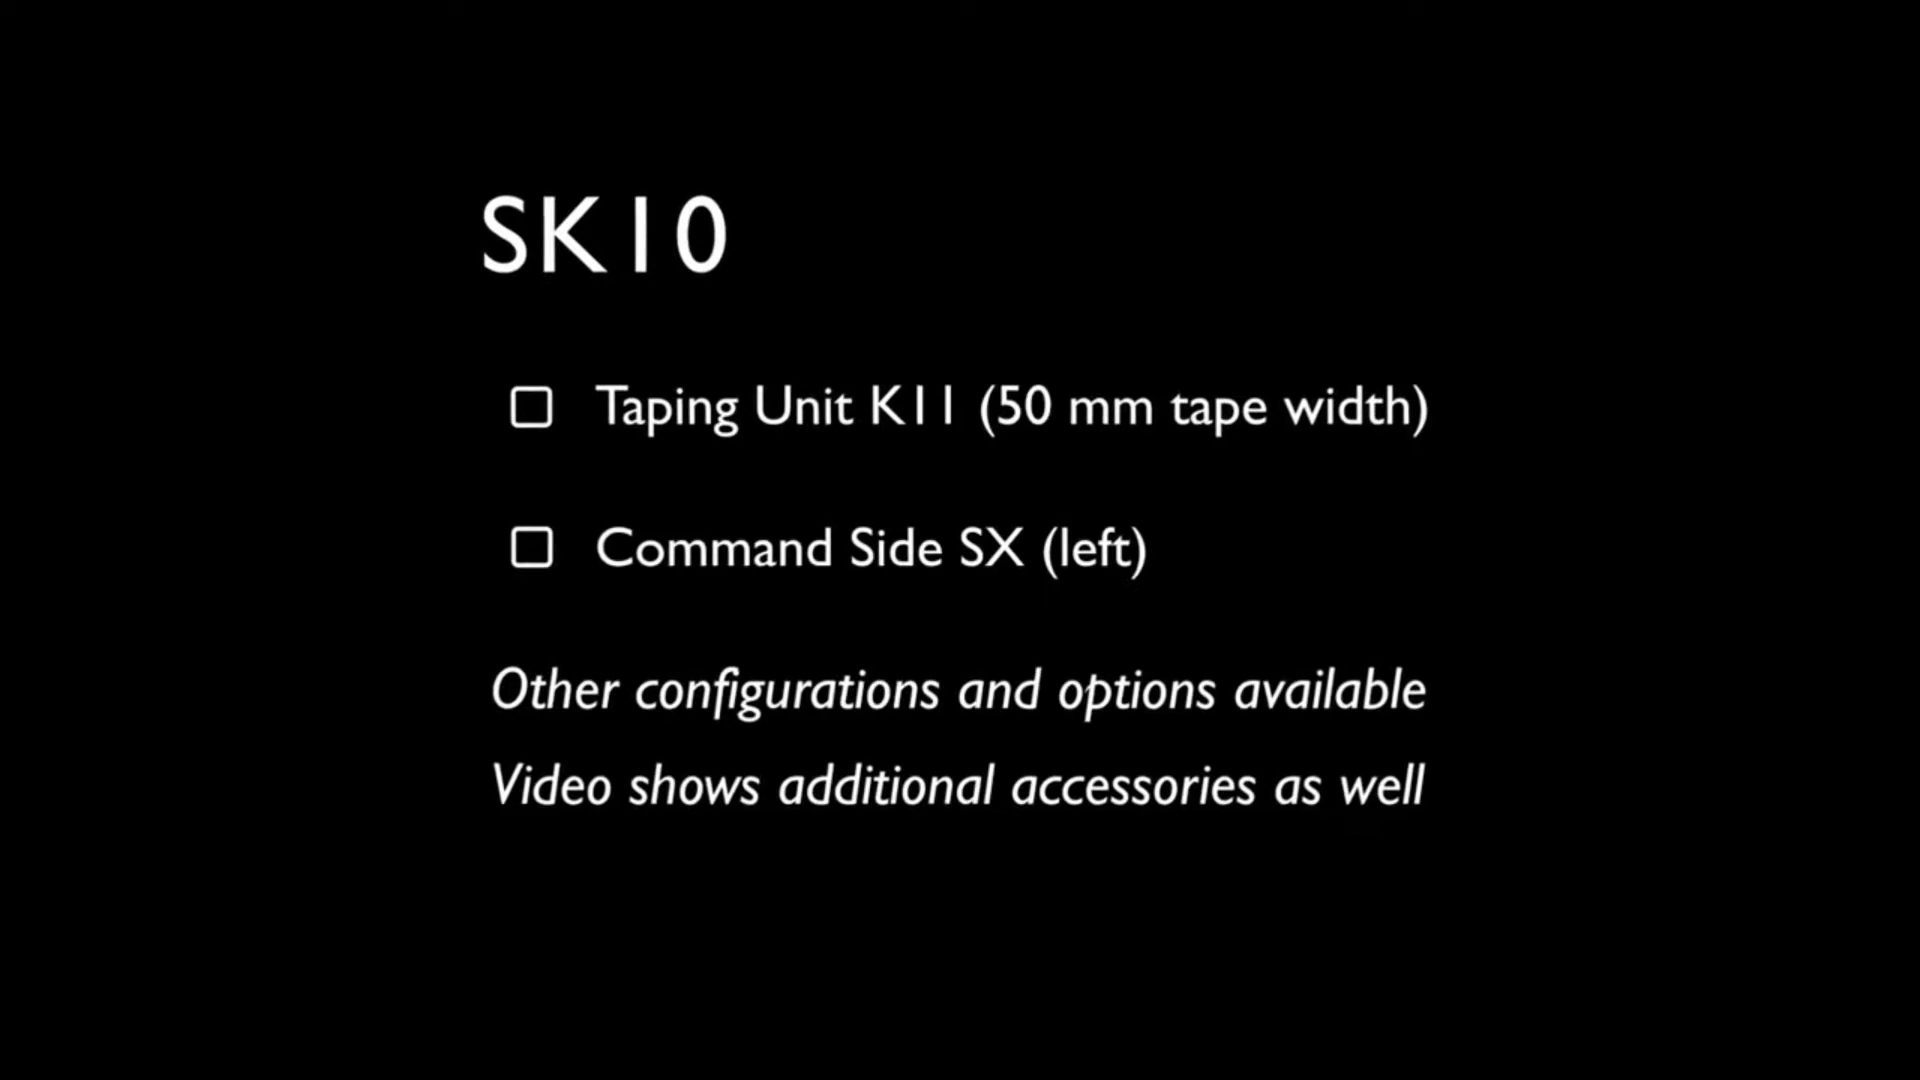 SK10
Taping Unit K11 (50 mm tape width)
Command Side SX (left)
Other configurations and options available
Video shows additional accessories as well